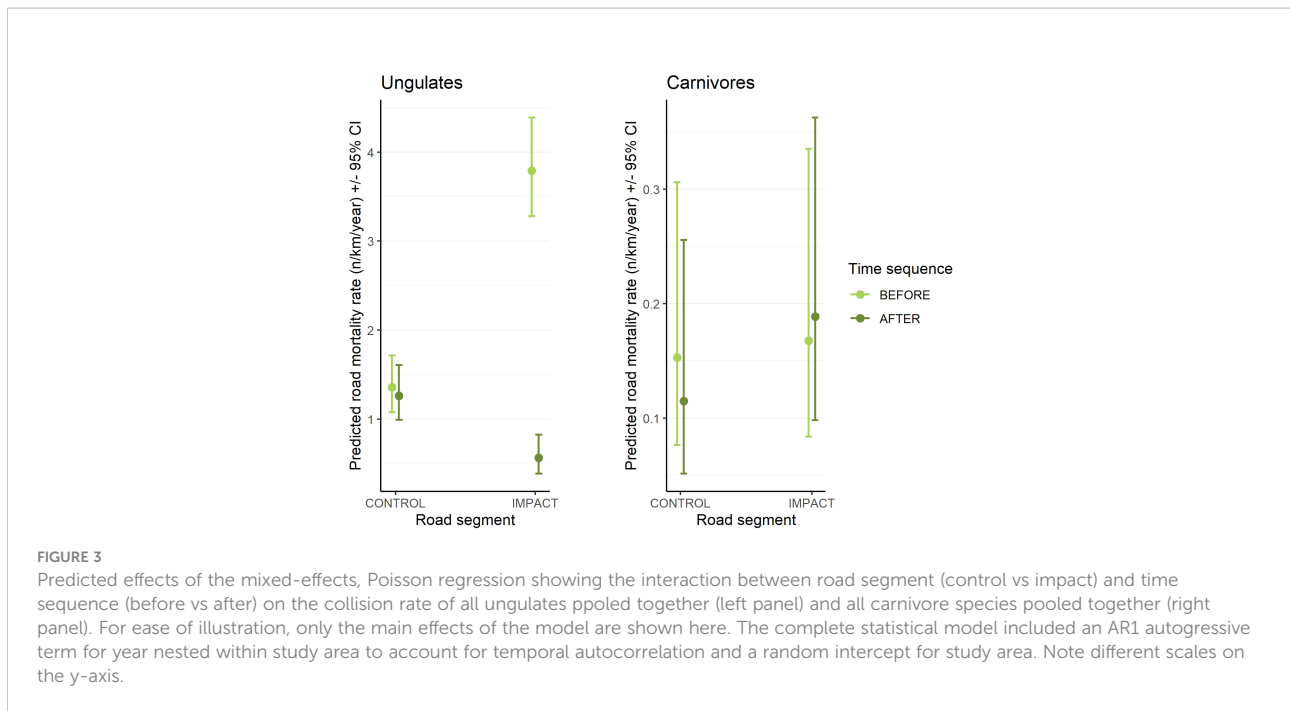 Ungulates
Predicted road mortality rate (n/km/year) +/- 95% CI
4
3
2
1
CONTROL
IMPACT
Road segment
Carnivores
Predicted road mortality rate (n/km/year) +/- 95% CI
0.3
0.2
0.1
CONTROL
IMPACT
Road segment
Time sequence
BEFORE
AFTER
FIGURE 3
Predicted effects of the mixed-effects, Poisson regression showing the interaction between road segment (control vs impact) and time
sequence (before vs after) on the collision rate of all ungulates ppoled together (left panel) and all carnivore species pooled together (right
panel). For ease of illustration, only the main effects of the model are shown here. The complete statistical model included an AR1 autogressive
term for year nested within study area to account for temporal autocorrelation and a random intercept for study area. Note different scales on
the y-axis.